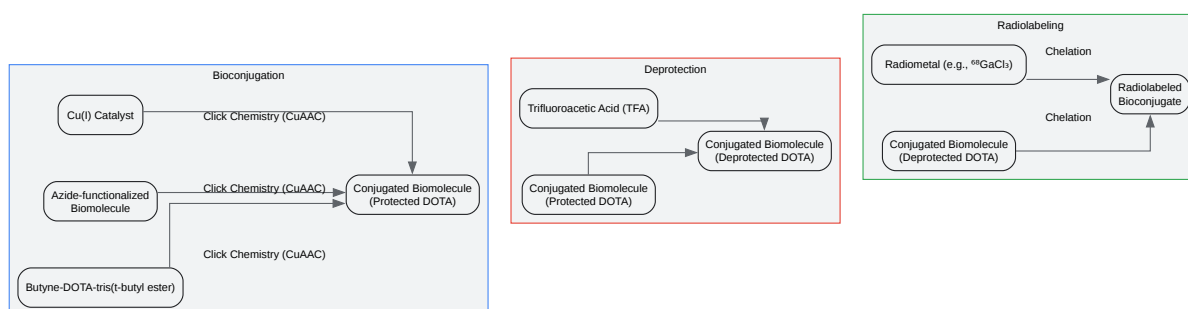 Bioconjugation
Cu(I) Catalyst
Click Chemistry (CuAAC)
Azide-functionalized
Biomolecule
Click Chemistry (CuAAC)
Conjugated Biomolecule
(Protected DOTA)
Click Chemistry (CuAAC)
Butyne-DOTA-tris(t-butyl ester)
Deprotection
Trifluoroacetic Acid (TFA)
Conjugated Biomolecule
(Deprotected DOTA)
Conjugated Biomolecule
(Protected DOTA)
Radiolabeling
Chelation
Radiometal (e.g., ⁶⁸GaCl₃)
Radiolabeled
Bioconjugate
Chelation
Conjugated Biomolecule
(Deprotected DOTA)